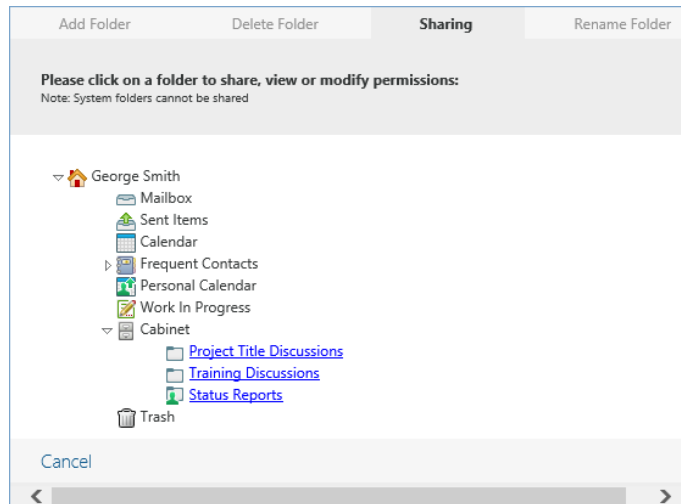 Add Folder Delete Folder Sharing Rename Folder
Please click on a folder to share, view or modify permissions:
Note: System folders cannot be shared
George Smith
Mailbox
Sent Items
Calendar
Frequent Contacts
Personal Calendar
Work In Progress
Cabinet
Project Title Discussions
Training Discussions
Status Reports
Trash
Cancel